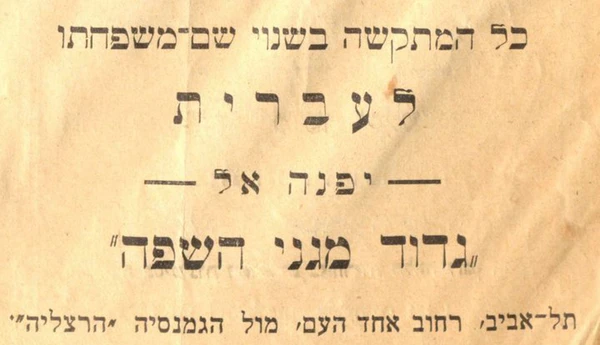 כל המתקשה בשנוי שם־משפחתו
לעברית
— יפנה אל —
„גדוד מגני השפה"
תל־אביב, רחוב אחד העם, מול הגמנסיה „הרצליה".